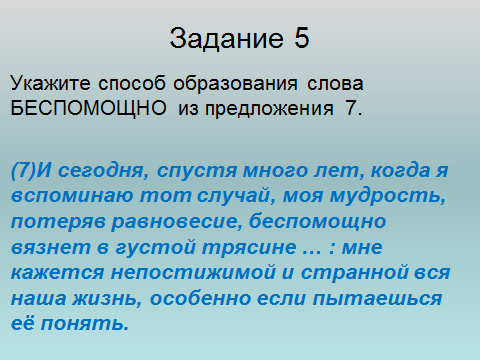 Задание 5
Укажите способ образования слова
БЕСПОМОЩНО из предложения 7.
(7)И сегодня, спустя много лет, когда я
вспоминаю тот случай, моя мудрость,
потеряв равновесие, беспомощно
вязнет в густой трясине … : мне
кажется непостижимой и странной вся
наша жизнь, особенно если пытаешься
её понять.